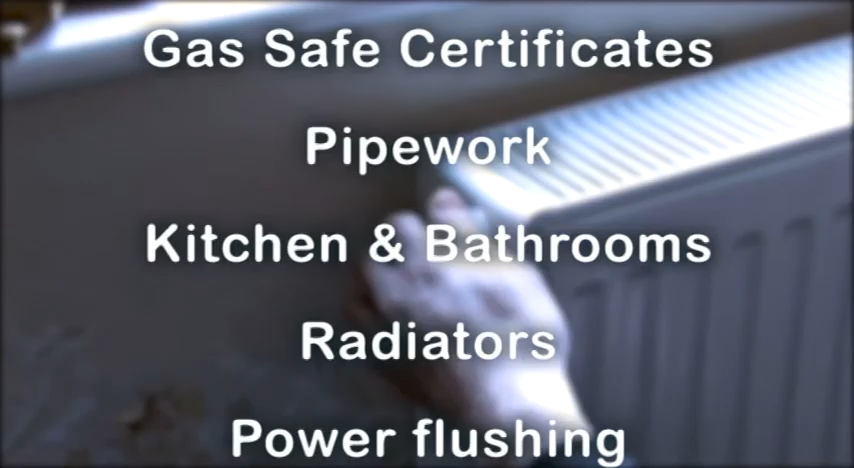 Gas Safe Certificates
Pipework
Kitchen & Bathrooms
Radiators
Power flushing